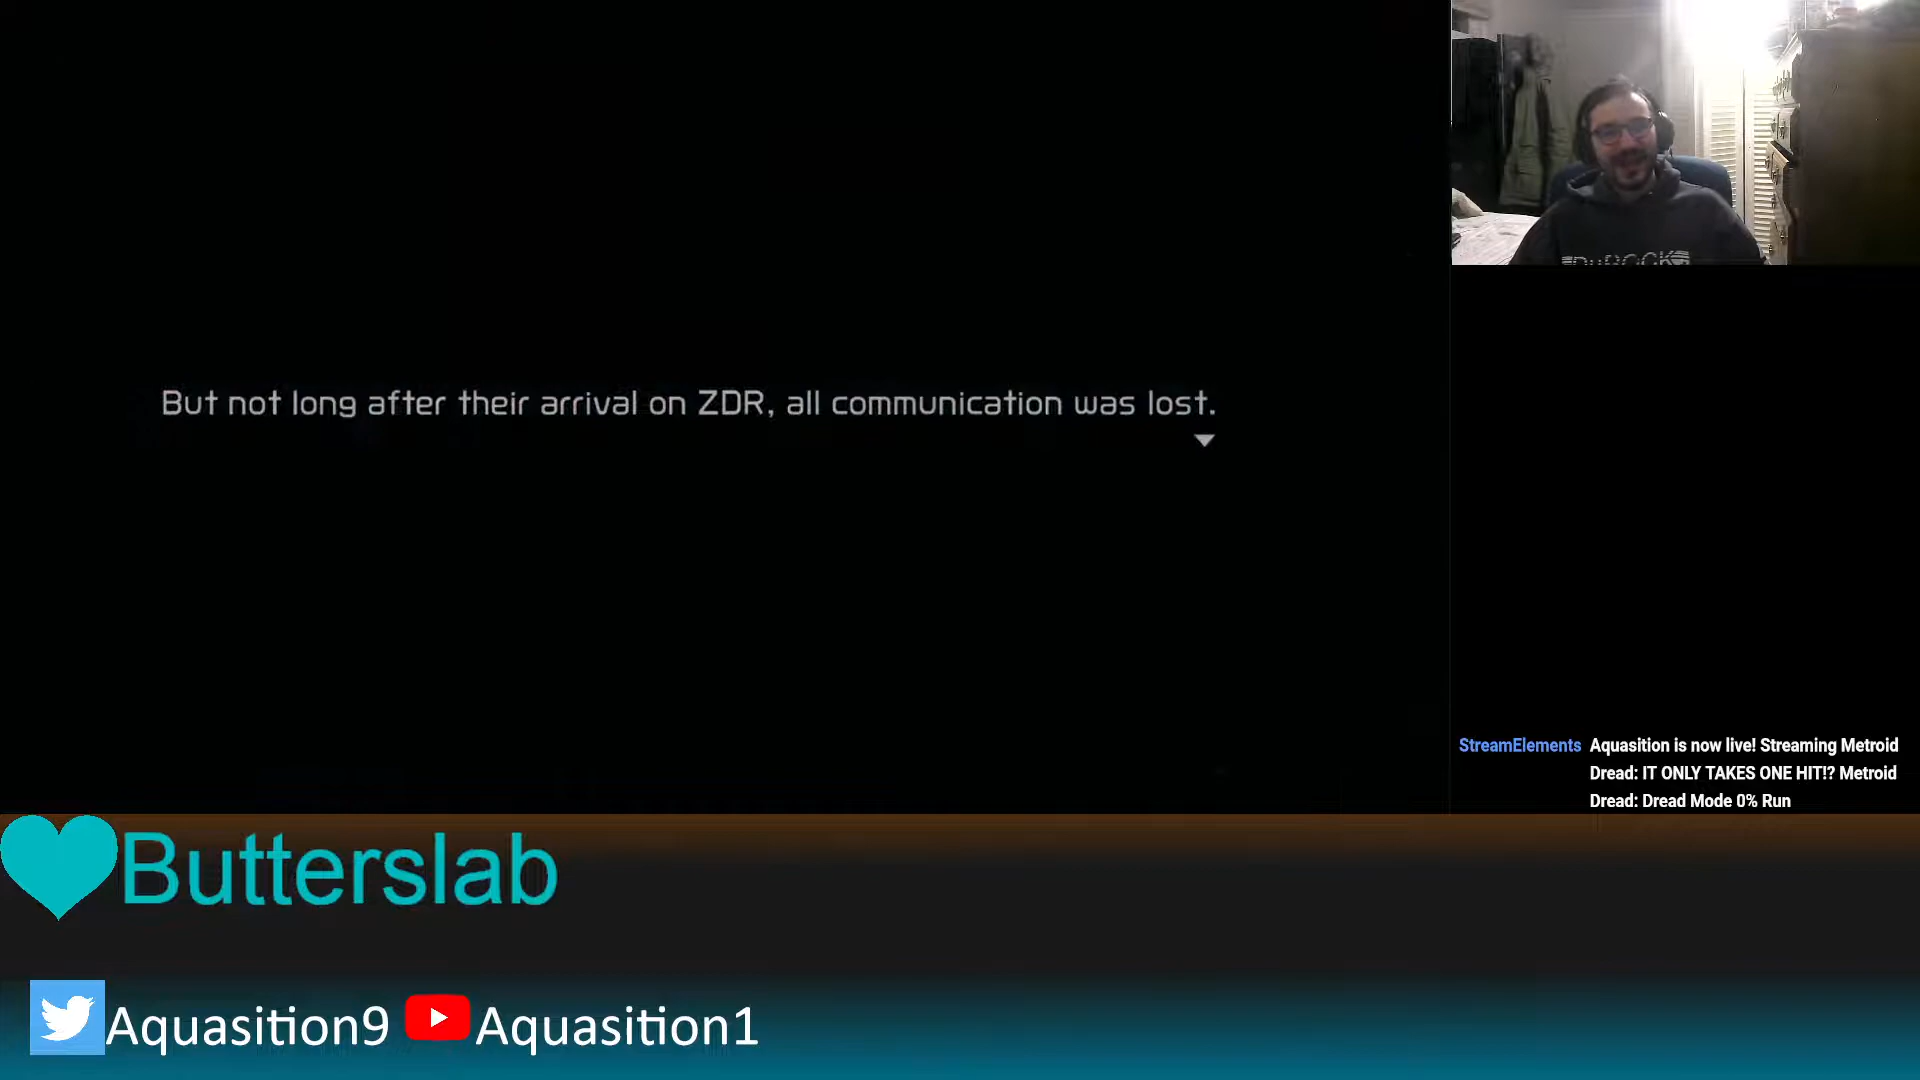 But not long after their arrival on ZDR, all communication was lost.
StreamElements Aquasition is now live! Streaming Metroid
Dread: IT ONLY TAKES ONE HIT!? Metroid
Dread: Dread Mode 0% Run
Butterslab
Aquasition9 Aquasition1